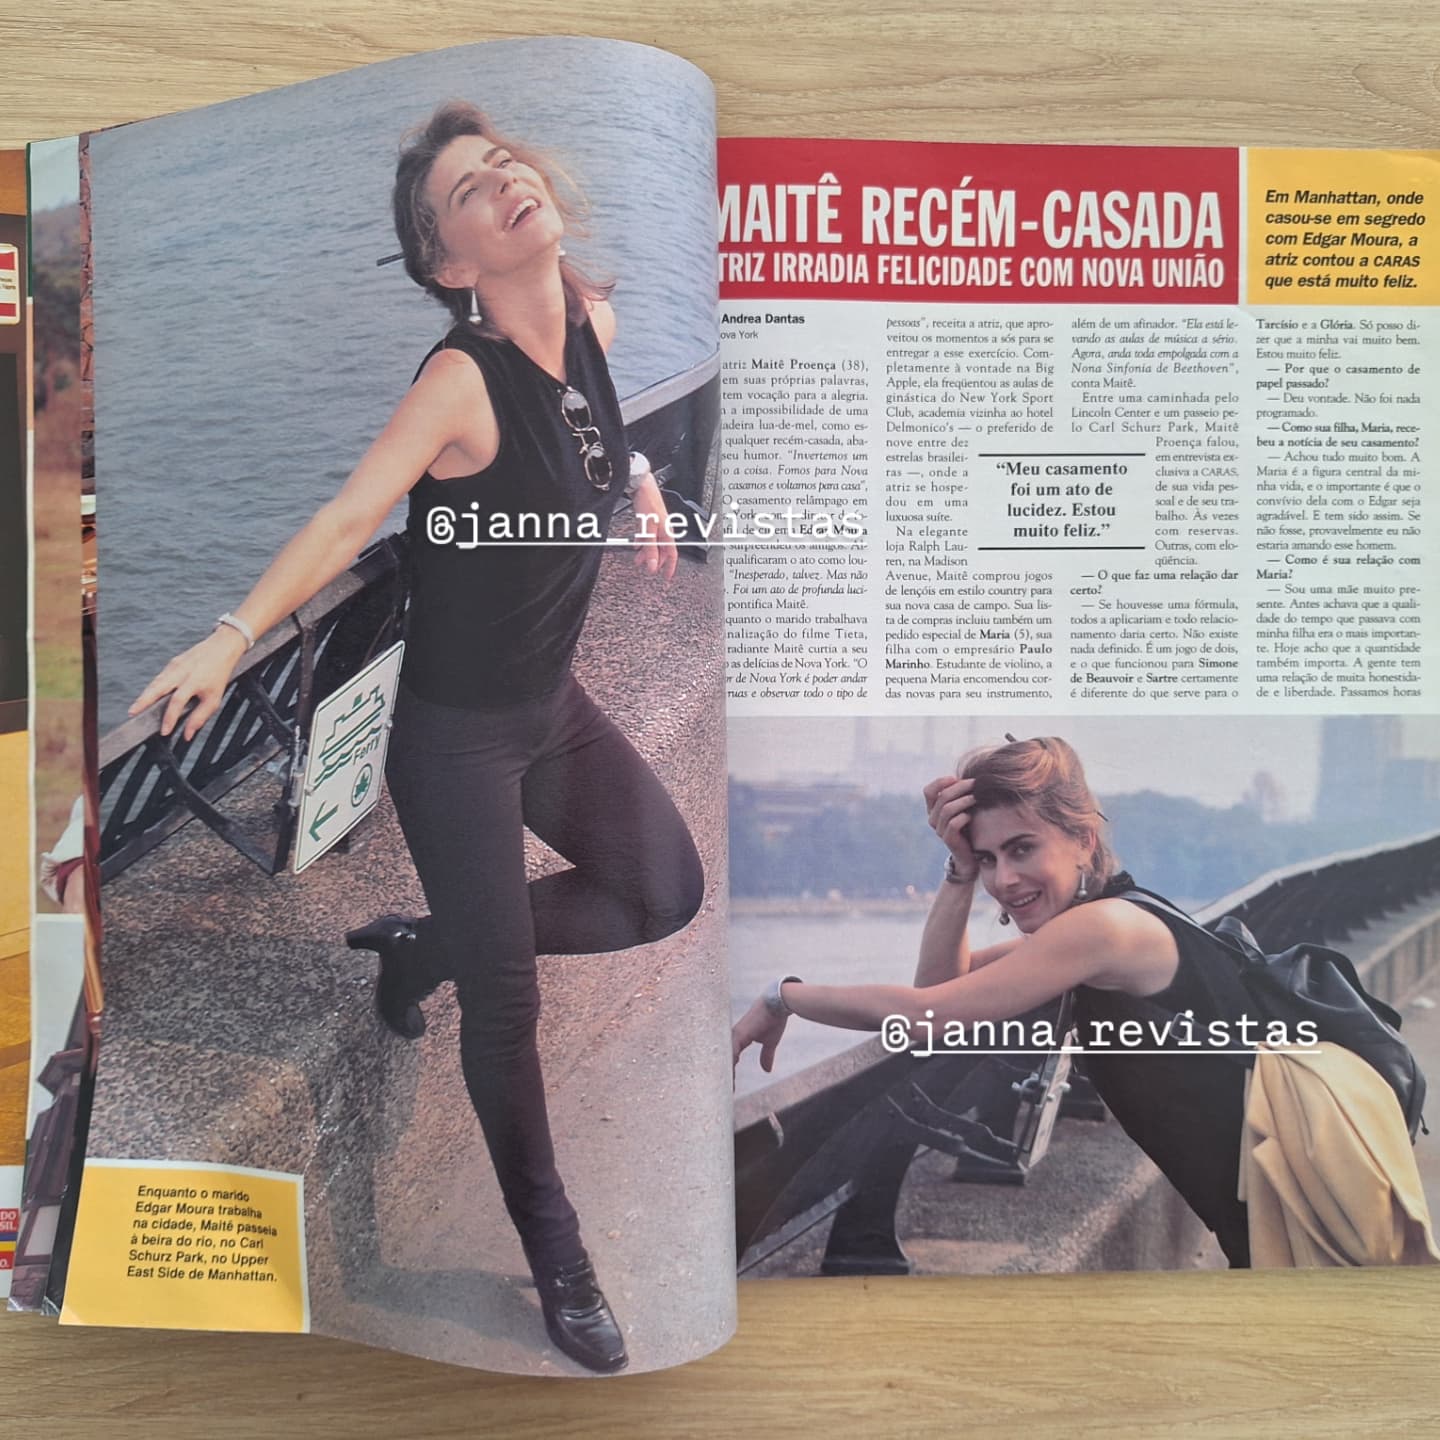 MAITÊ RECÉM-CASADA
TRIZ IRRADIA FELICIDADE COM NOVA UNIÃO
Em Manhattan, onde
casou-se em segredo
com Edgar Moura, a
atriz contou a CARAS
que está muito feliz.
Andrea Dantas
ova York
atriz Maitê Proença (38),
em suas próprias palavras,
tem vocação para a alegria.
a impossibilidade de uma
adeira lua-de-mel, como es-
qualquer recém-casada, aba-
seu humor. "Invertemos um
o a coisa. Fomos para Nova
, casamos e voltamos para casa",
O casamento relâmpago em
Edgar Moura
surpreendeu os amigos. Al-
qualificaram o ato como lou-
"Inesperado, talvez. Mas não
. Foi um ato de profunda luci-
pontifica Maitê.
quanto o marido trabalhava
nalização do filme Tieta,
radiante Maitê curtia a seu
as delícias de Nova York. "O
r de Nova York é poder andar
ruas e observar todo o tipo de
pessoas", receita a atriz, que apro-
veitou os momentos a sós para se
entregar a esse exercício. Com-
pletamente à vontade na Big
Apple, ela freqüentou as aulas de
ginástica do New York Sport
Club, academia vizinha ao hotel
Delmonico's — o preferido de
nove entre dez
estrelas brasilei-
ras —, onde a
atriz se hospe-
dou em uma
luxuosa suíte.
Na elegante
loja Ralph Lau-
ren, na Madison
Avenue, Maitê comprou jogos
de lençóis em estilo country para
sua nova casa de campo. Sua lis-
ta de compras incluiu também um
pedido especial de Maria (5), sua
filha com o empresário Paulo
Marinho. Estudante de violino, a
pequena Maria encomendou cor-
das novas para seu instrumento,
"Meu casamento
foi um ato de
lucidez. Estou
muito feliz."
além de um afinador. "Ela está le-
vando as aulas de música a sério.
Agora, anda toda empolgada com a
Nona Sinfonia de Beethoven",
conta Maitê.
Entre uma caminhada pelo
Lincoln Center e um passeio pe-
lo Carl Schurz Park, Maitê
Proença falou,
em entrevista ex-
clusiva a CARAS,
de sua vida pes-
soal e de seu tra-
balho. Às vezes
com reservas.
Outras, com elo-
qüência.
— O que faz uma relação dar
certo?
— Se houvesse uma fórmula,
todos a aplicariam e todo relacio-
namento daria certo. Não existe
nada definido. É um jogo de dois,
e o que funcionou para Simone
de Beauvoir e Sartre certamente
é diferente do que serve para o
Tarcísio e a Glória. Só posso di-
zer que a minha vai muito bem.
Estou muito feliz.
— Por que o casamento de
papel passado?
— Deu vontade. Não foi nada
programado.
— Como sua filha, Maria, rece-
beu a notícia de seu casamento?
— Achou tudo muito bom. A
Maria é a figura central da mi-
nha vida, e o importante é que o
convívio dela com o Edgar seja
agradável. E tem sido assim. Se
não fosse, provavelmente eu não
estaria amando esse homem.
— Como é sua relação com
Maria?
— Sou uma mãe muito pre-
sente. Antes achava que a quali-
dade do tempo que passava com
minha filha era o mais importan-
te. Hoje acho que a quantidade
também importa. A gente tem
uma relação de muita honestida-
de e liberdade. Passamos horas
@janna_revistas
Ferry
@janna_revistas
Enquanto o marido
Edgar Moura trabalha
na cidade, Maitê passeia
à beira do rio, no Carl
Schurz Park, no Upper
East Side de Manhattan.